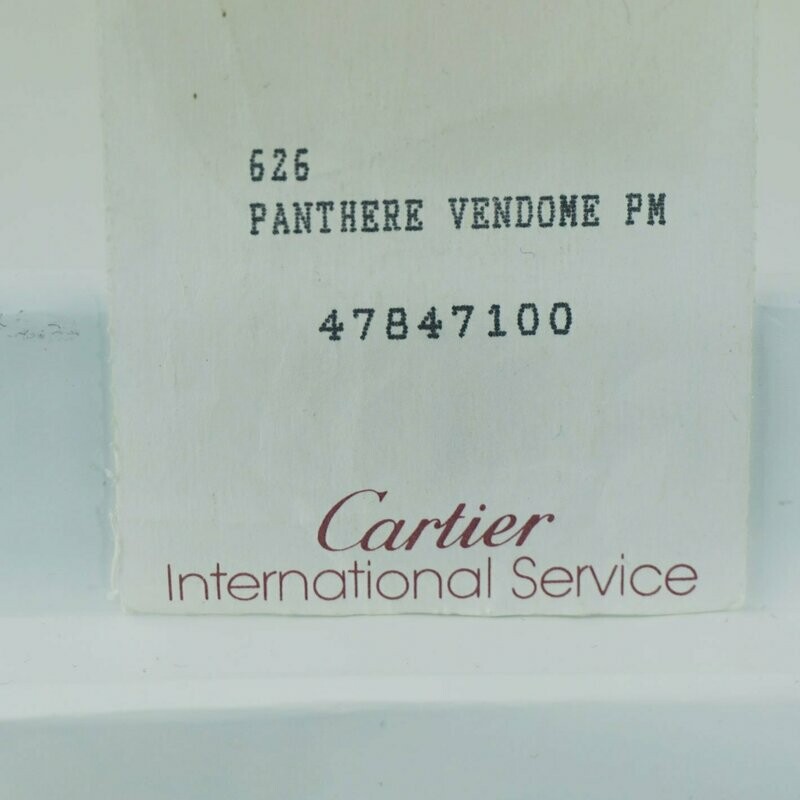 626
PANTHERE VENDOME PM
47847100
Cartier
International Service